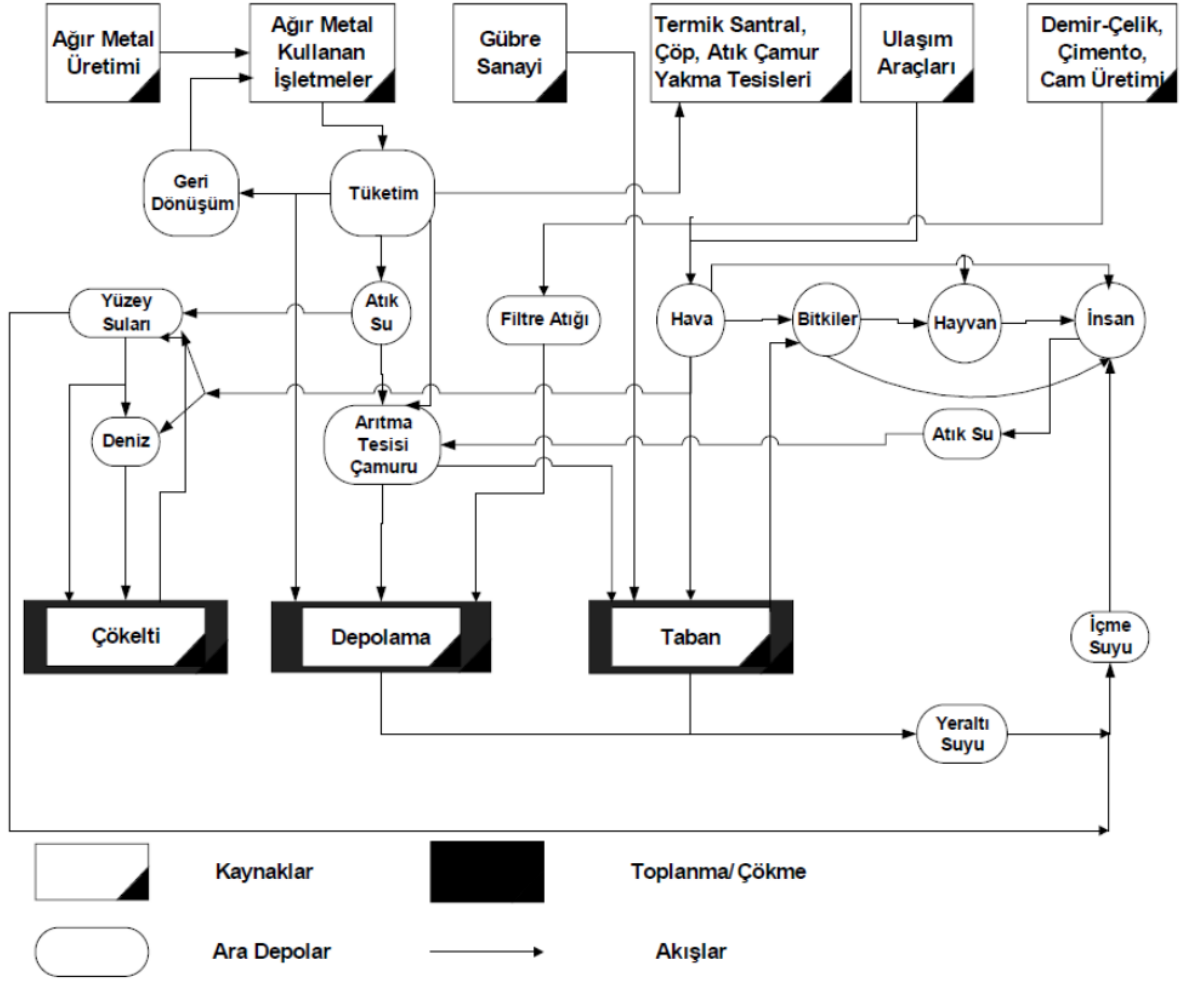 Ağır Metal
Üretimi
Ağır Metal
Kullanan
İşletmeler
Gübre
Sanayi
Termik Santral,
Çöp, Atık Çamur
Yakma Tesisleri
Ulaşım
Araçları
Demir-Çelik,
Çimento,
Cam Üretimi
Geri
Dönüşüm
Tüketim
Yüzey
Suları
Atık
Su
Filtre Atığı
Hava
Bitkiler
Hayvan
İnsan
Deniz
Arıtma
Tesisi
Çamuru
Atık Su
Çökelti
Depolama
Taban
İçme
Suyu
Yeraltı
Suyu
Kaynaklar
Toplanma/Çökme
Ara Depolar
Akışlar